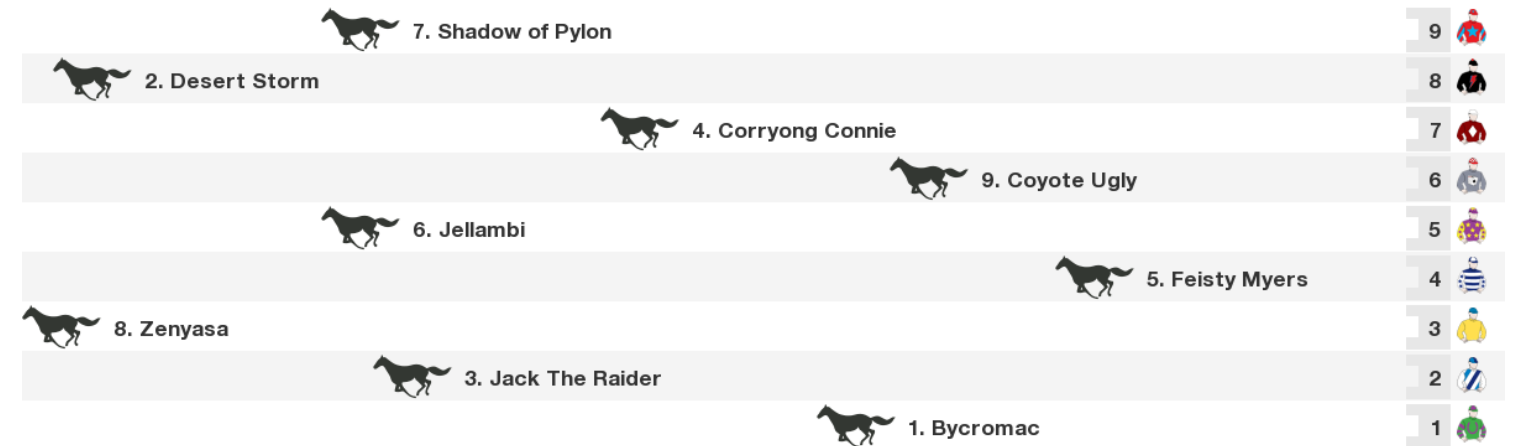 7. Shadow of Pylon 9
2. Desert Storm 8
4. Corryong Connie 7
9. Coyote Ugly 6
6. Jellambi 5
5. Feisty Myers 4
8. Zenyasa 3
3. Jack The Raider 2
1. Bycromac 1